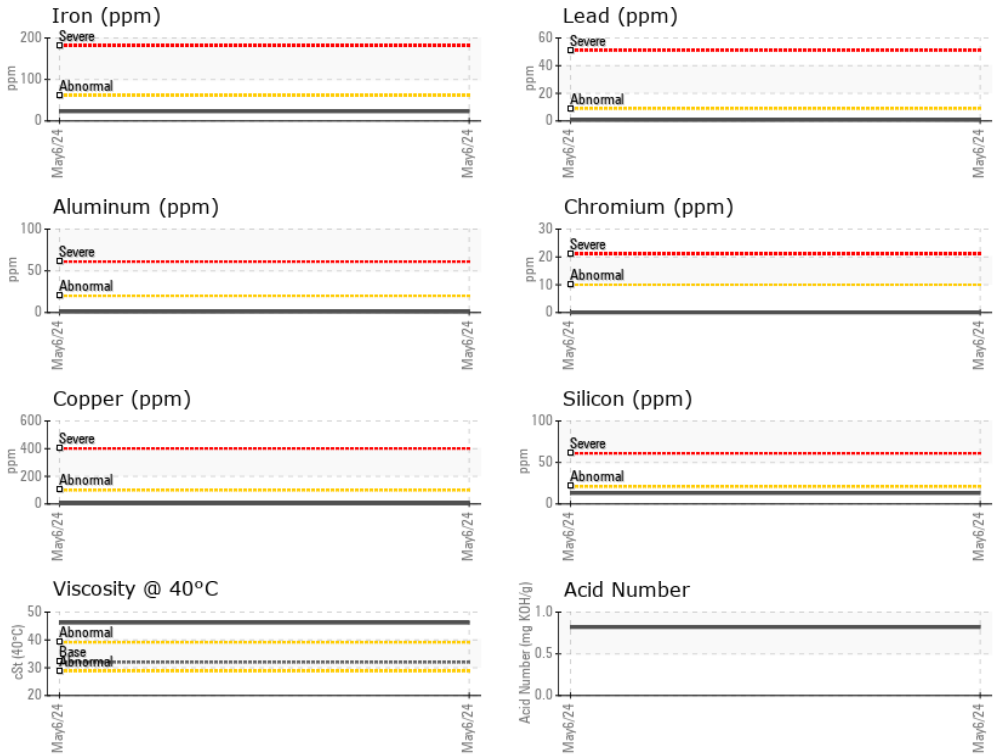 Iron (ppm)
200
100
0
ppm
Severe
Abnormal
May6/24
May6/24
Lead (ppm)
60
40
20
0
ppm
Severe
Abnormal
May6/24
May6/24
Aluminum (ppm)
100
50
0
ppm
Severe
Abnormal
May6/24
May6/24
Chromium (ppm)
30
20
10
0
ppm
Severe
Abnormal
May6/24
May6/24
Copper (ppm)
600
400
200
0
ppm
Severe
Abnormal
May6/24
May6/24
Silicon (ppm)
100
50
0
ppm
Severe
Abnormal
May6/24
May6/24
Viscosity @ 40°C
50
40
30
20
cSt (40°C)
Abnormal
Base
Abnormal
May6/24
May6/24
Acid Number
1.0
0.5
0.0
Acid Number (mg KOH/g)
May6/24
May6/24